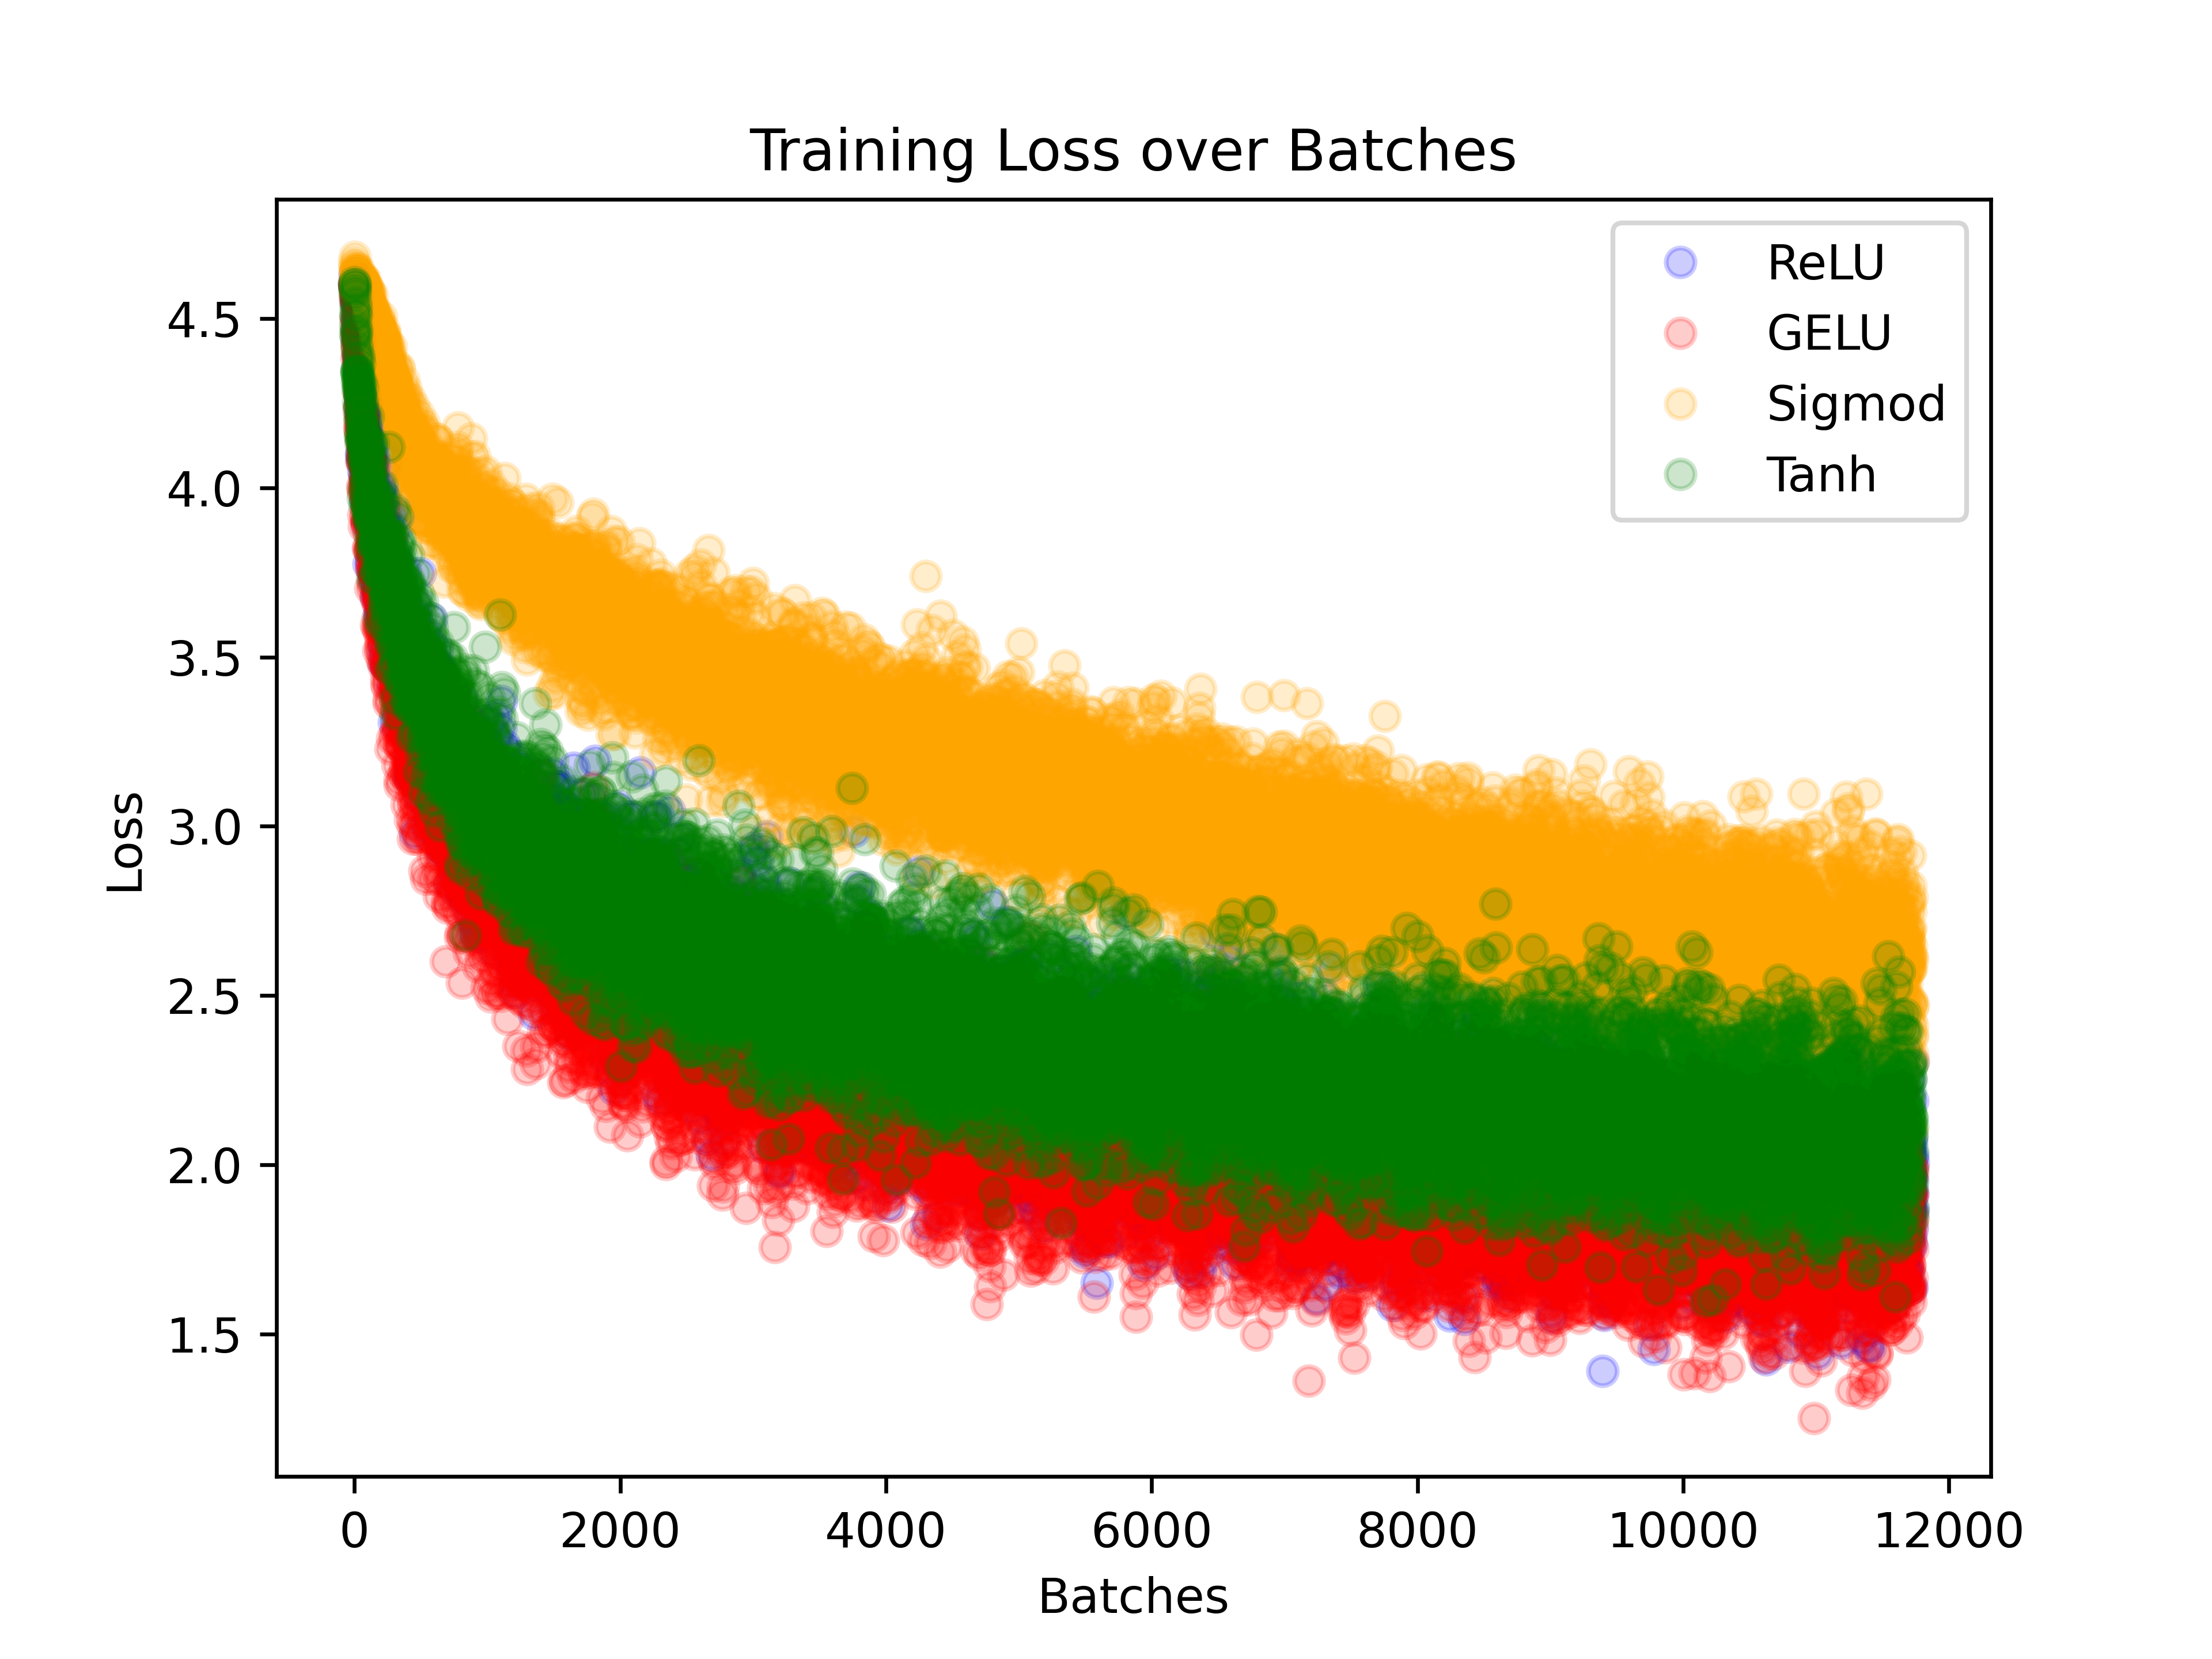 Training Loss over Batches
ReLU
GELU
Sigmod
Tanh
Loss
4.5
4.0
3.5
3.0
2.5
2.0
1.5
0
2000
4000
6000
8000
10000
12000
Batches